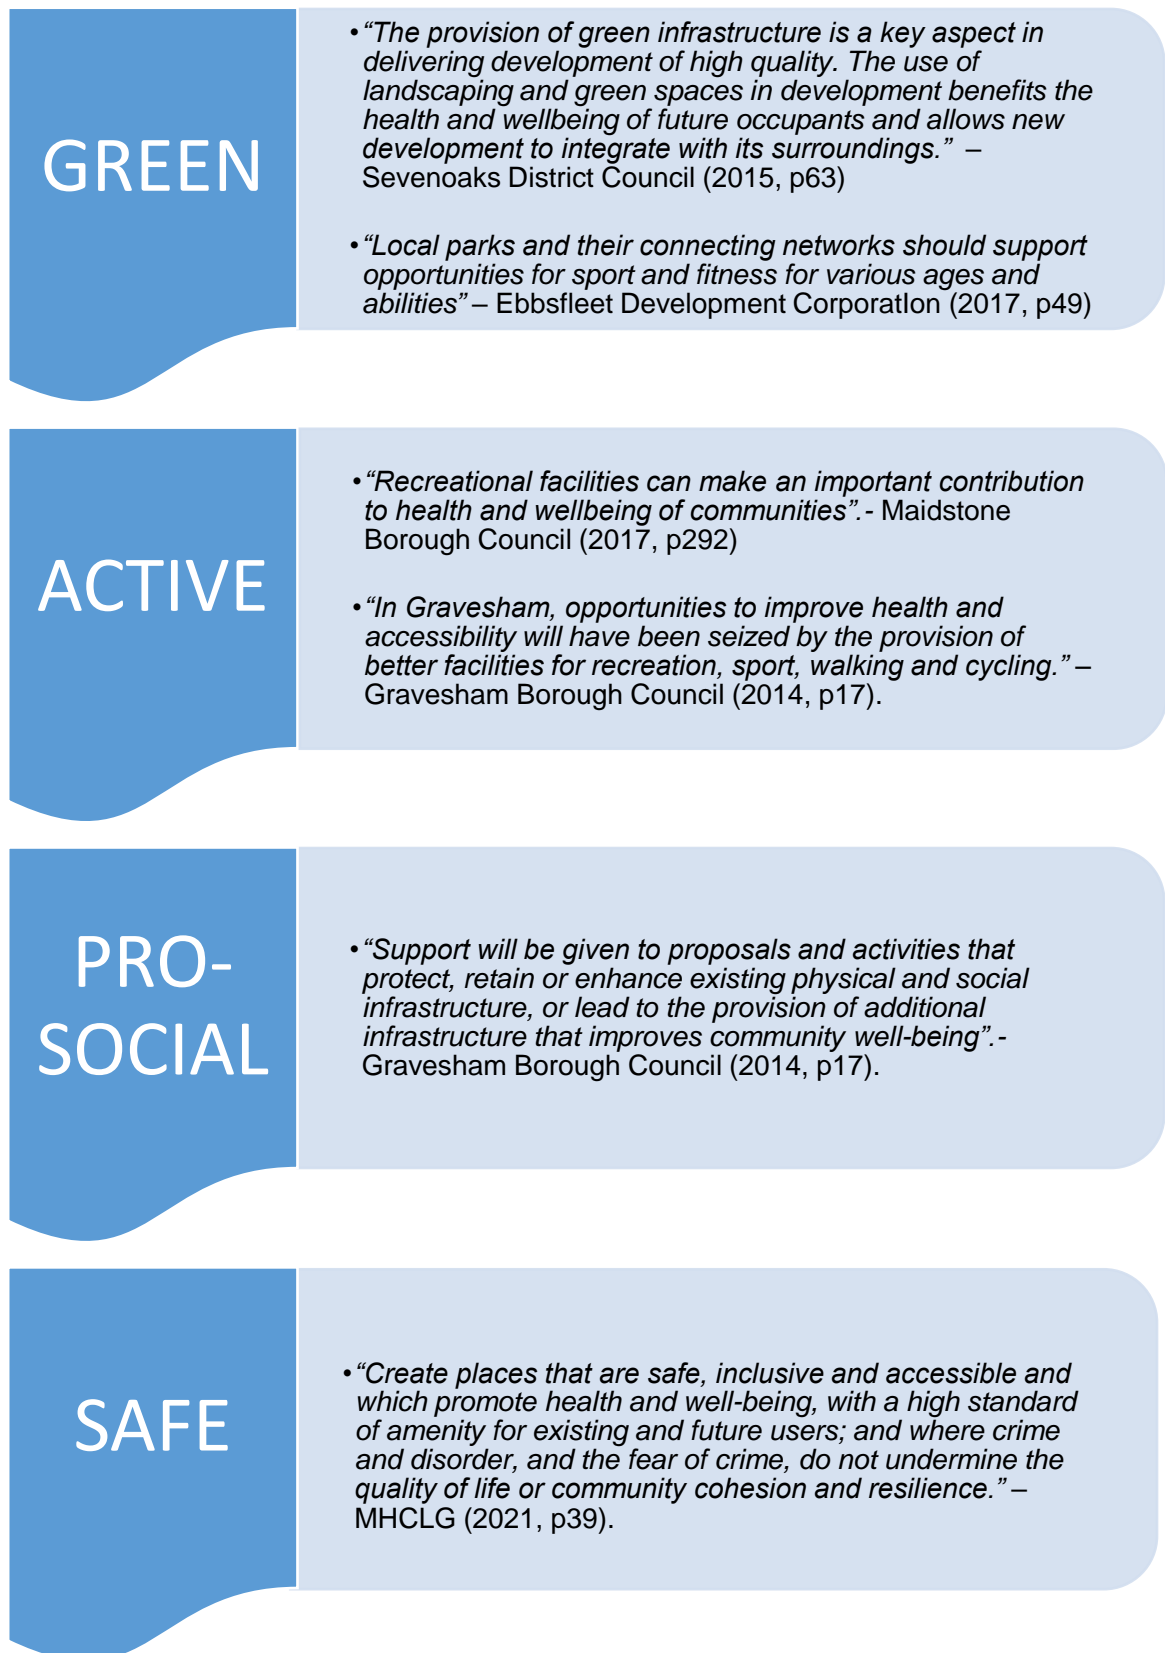 GREEN
•“The provision of green infrastructure is a key aspect in
delivering development of high quality. The use of
landscaping and green spaces in development benefits the
health and wellbeing of future occupants and allows new
development to integrate with its surroundings.” –
Sevenoaks District Council (2015, p63)
•“Local parks and their connecting networks should support
opportunities for sport and fitness for various ages and
abilities” – Ebbsfleet Development CorporatIon (2017, p49)
ACTIVE
•“Recreational facilities can make an important contribution
to health and wellbeing of communities”.- Maidstone
Borough Council (2017, p292)
•“In Gravesham, opportunities to improve health and
accessibility will have been seized by the provision of
better facilities for recreation, sport, walking and cycling.” –
Gravesham Borough Council (2014, p17).
PRO-
SOCIAL
•“Support will be given to proposals and activities that
protect, retain or enhance existing physical and social
infrastructure, or lead to the provision of additional
infrastructure that improves community well-being”.-
Gravesham Borough Council (2014, p17).
SAFE
•“Create places that are safe, inclusive and accessible and
which promote health and well-being, with a high standard
of amenity for existing and future users; and where crime
and disorder, and the fear of crime, do not undermine the
quality of life or community cohesion and resilience.” –
MHCLG (2021, p39).